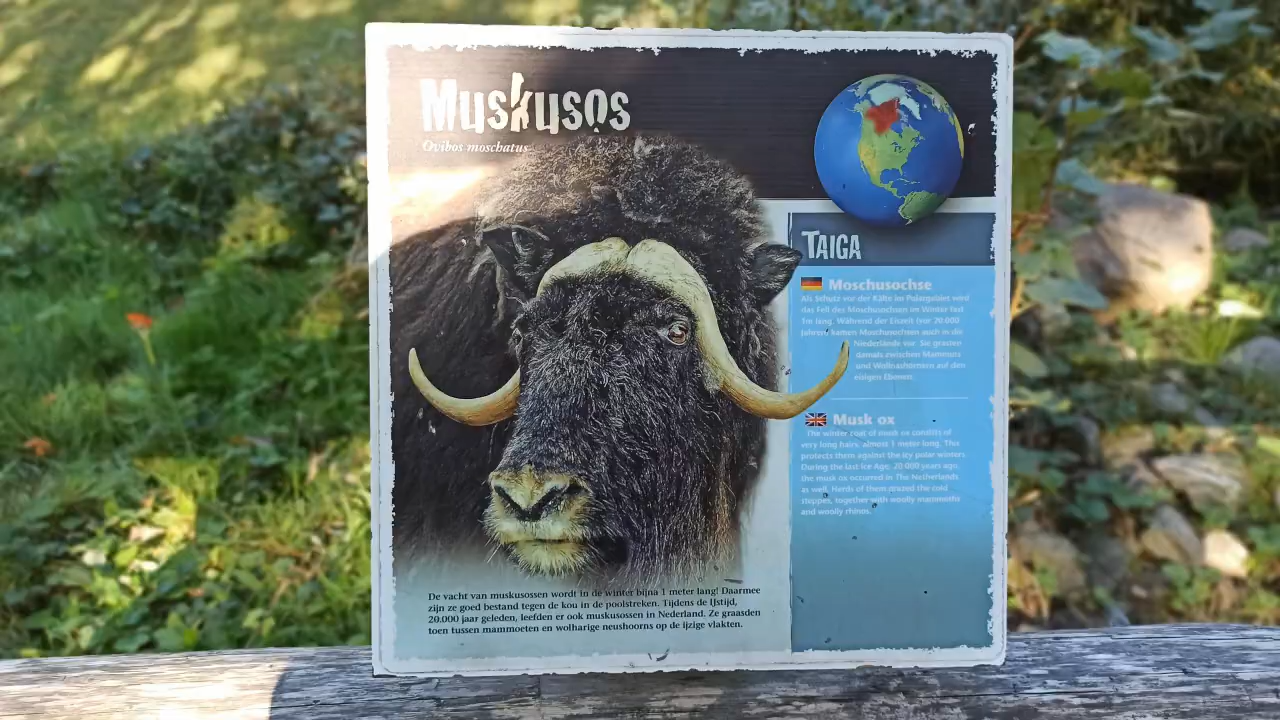 Muskusos
Ovibos moschatus
TAIGA
Moschusochse
Als Schutz vor der Kälte im Polargebiet wird
das Fell des Moschusochsen im Winter fast
1m lang. Während der Eiszeit (vor 20.000
Jahren) kamen Moschusochsen auch in die
Niederlande vor. Sie grasten
damals zwischen Mammuts
und Wollnashörnern auf den
eisigen Ebenen.
Musk ox
The winter coat of musk ox consists of
very long hairs, almost 1 meter long. This
protects them against the icy polar winters.
During the last Ice Age, 20 000 years ago,
the musk ox occurred in The Netherlands
as well. Herds of them grazed the cold
steppes, together with woolly mammoths
and woolly rhinos.
De vacht van muskusossen wordt in de winter bijna 1 meter lang! Daarmee
zijn ze goed bestand tegen de kou in de poolstreken. Tijdens de IJstijd,
20.000 jaar geleden, leefden er ook muskusossen in Nederland. Ze graasden
toen tussen mammoeten en wolharige neushoorns op de ijzige vlakten.